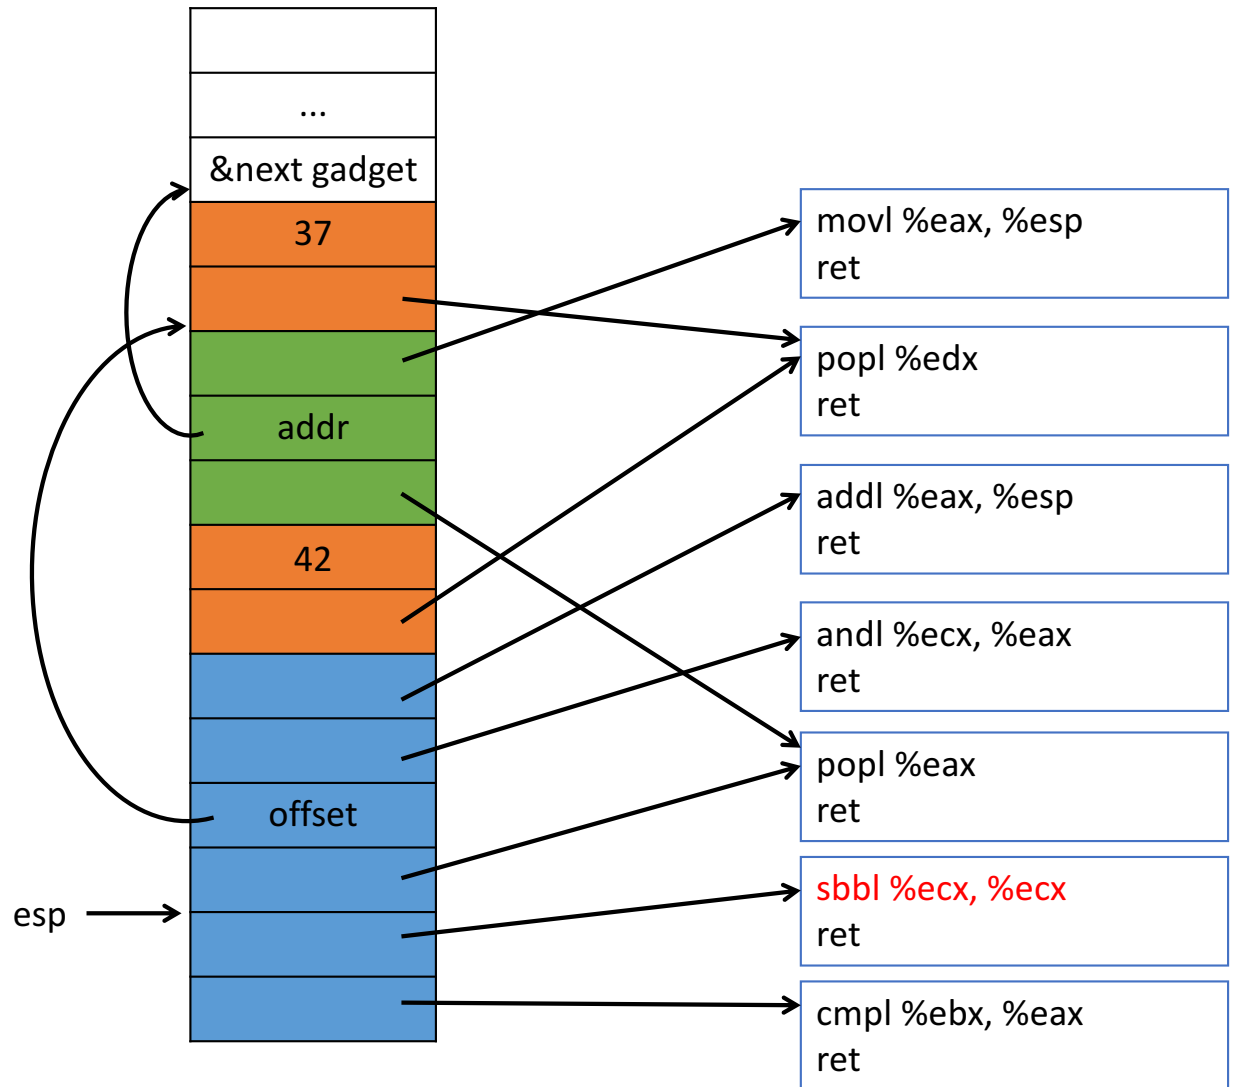 ...
&next gadget
37
addr
42
offset
esp
movl %eax, %esp
ret
popl %edx
ret
addl %eax, %esp
ret
andl %ecx, %eax
ret
popl %eax
ret
sbbl %ecx, %ecx
ret
cmpl %ebx, %eax
ret